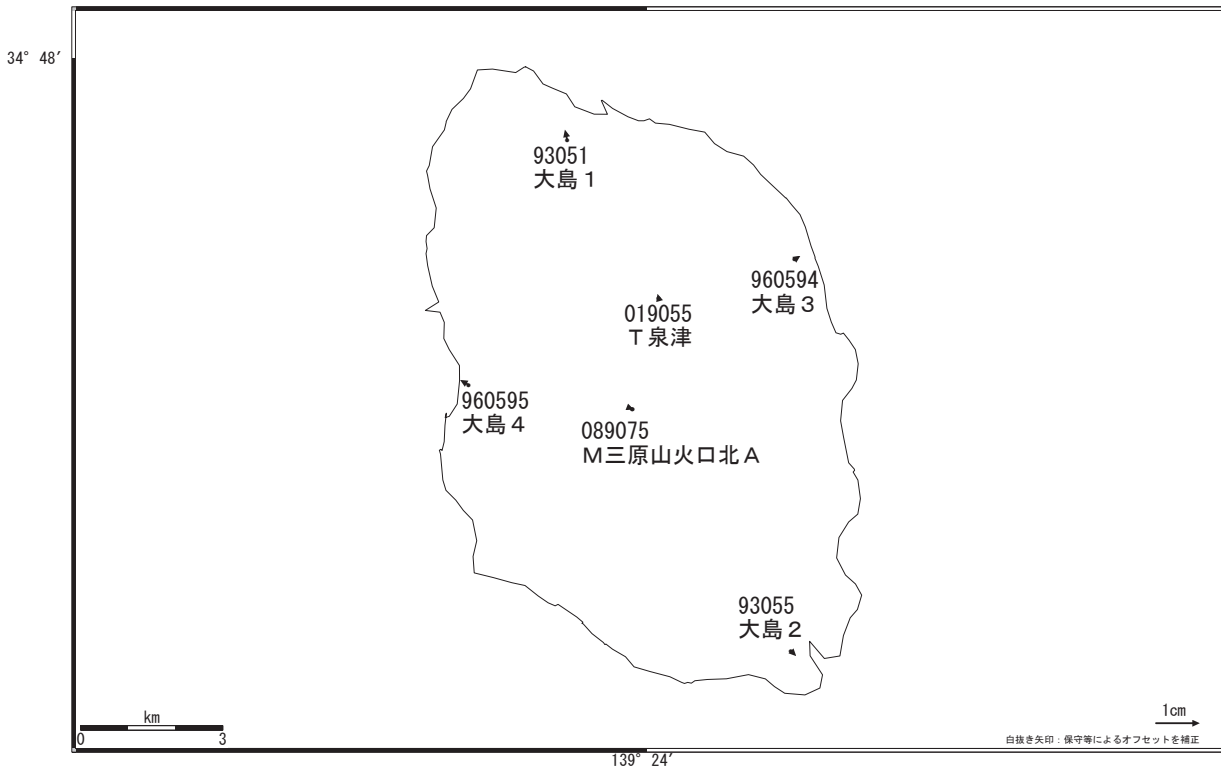 34° 48′
93051
大島１
960594
大島３
019055
Ｔ泉津
960595
大島４
089075
Ｍ三原山火口北Ａ
93055
大島２
km
0 3
1cm
白抜き矢印：保守等によるオフセットを補正
139° 24′